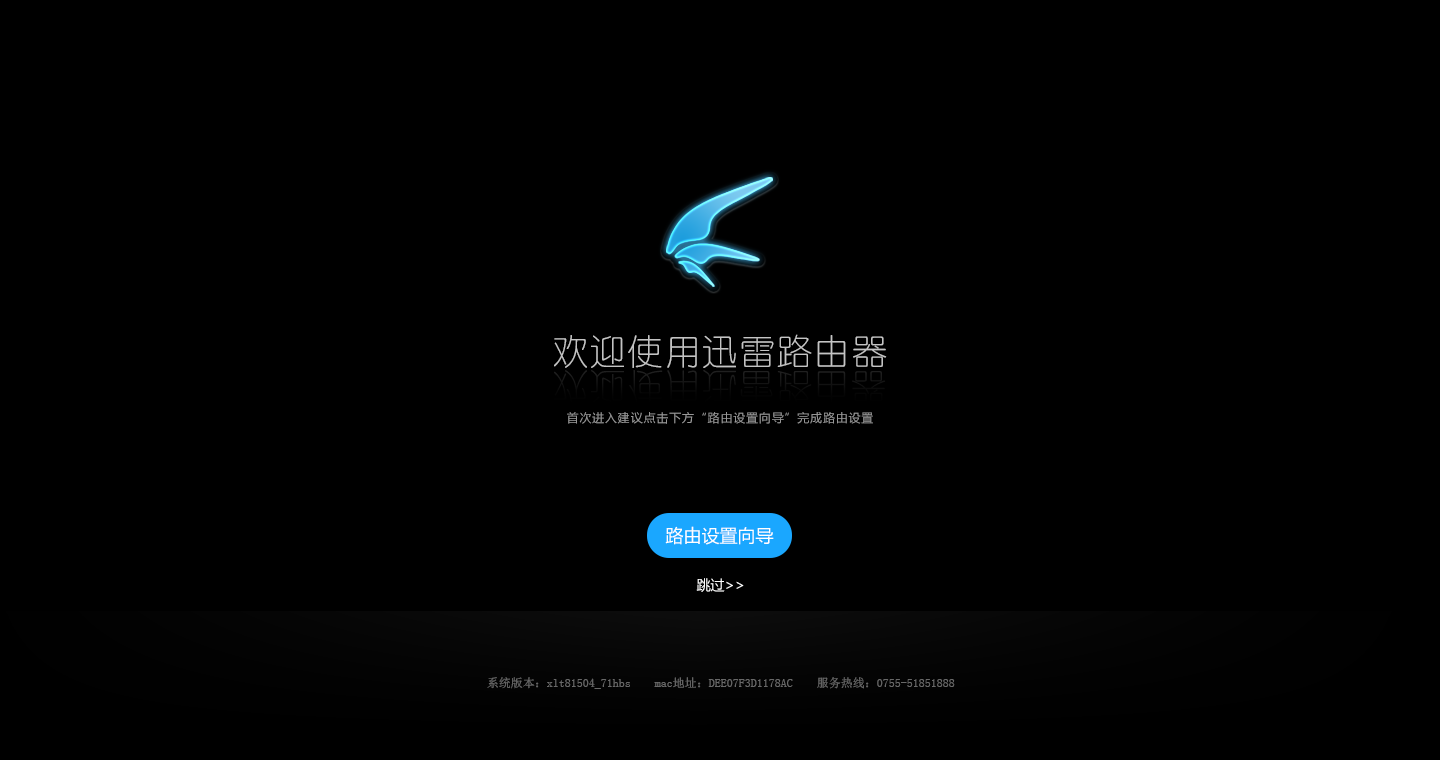 欢迎使用迅雷路由器
首次进入建议点击下方“路由设置向导”完成路由设置
路由设置向导
跳过>>
系统版本：xlt81504_71hbs mac地址：DEE07F3D1178AC 服务热线：0755-51851888